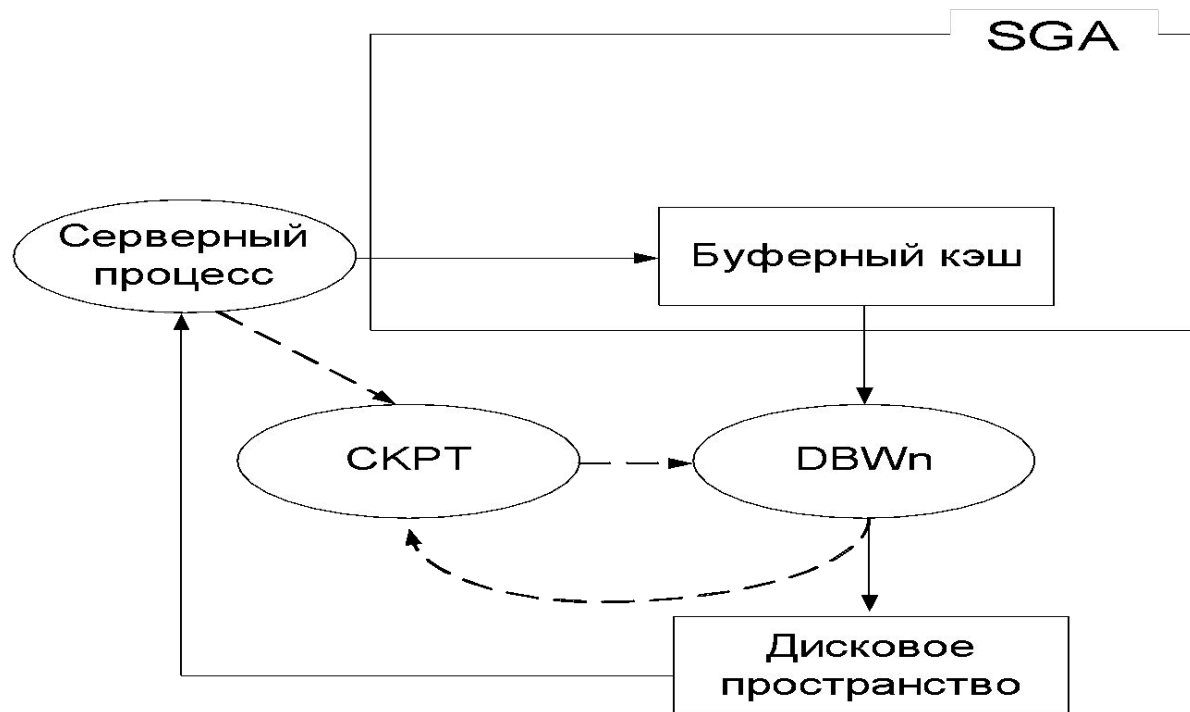 SGA
Серверный
процесс
Буферный кэш
CKPT
DBWn
Дисковое
пространство